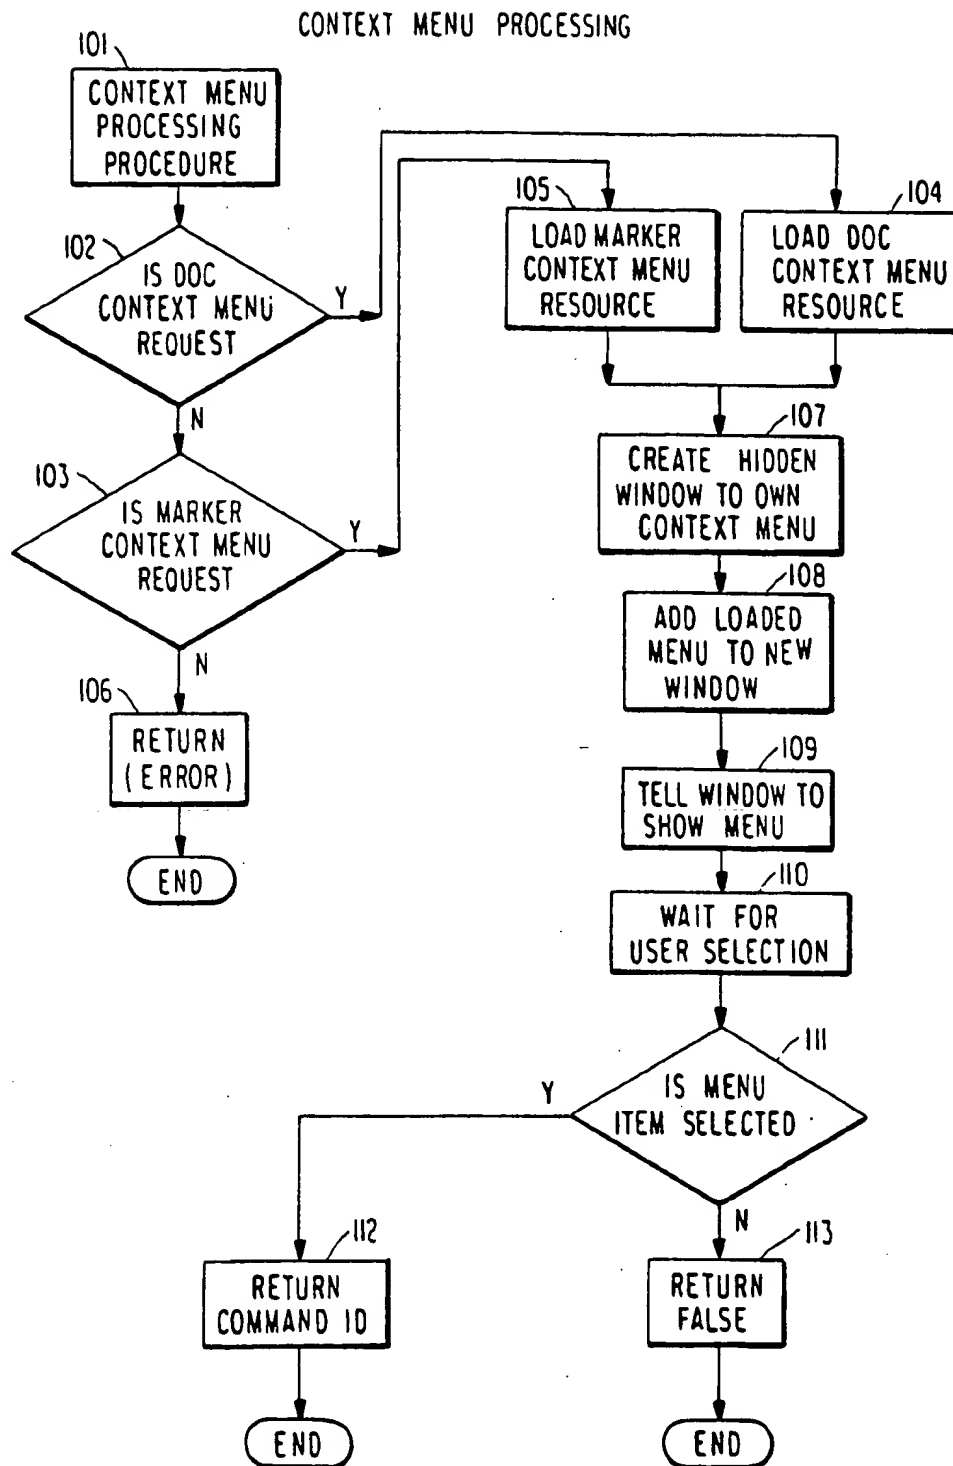 CONTEXT MENU PROCESSING
101
CONTEXT MENU
PROCESSING
PROCEDURE
102
IS DOC
CONTEXT MENU
REQUEST
Y
N
103
IS MARKER
CONTEXT MENU
REQUEST
Y
N
106
RETURN
(ERROR)
END
105
LOAD MARKER
CONTEXT MENU
RESOURCE
104
LOAD DOC
CONTEXT MENU
RESOURCE
107
CREATE HIDDEN
WINDOW TO OWN
CONTEXT MENU
108
ADD LOADED
MENU TO NEW
WINDOW
109
TELL WINDOW TO
SHOW MENU
110
WAIT FOR
USER SELECTION
111
IS MENU
ITEM SELECTED
Y
N
112
RETURN
COMMAND ID
END
113
RETURN
FALSE
END